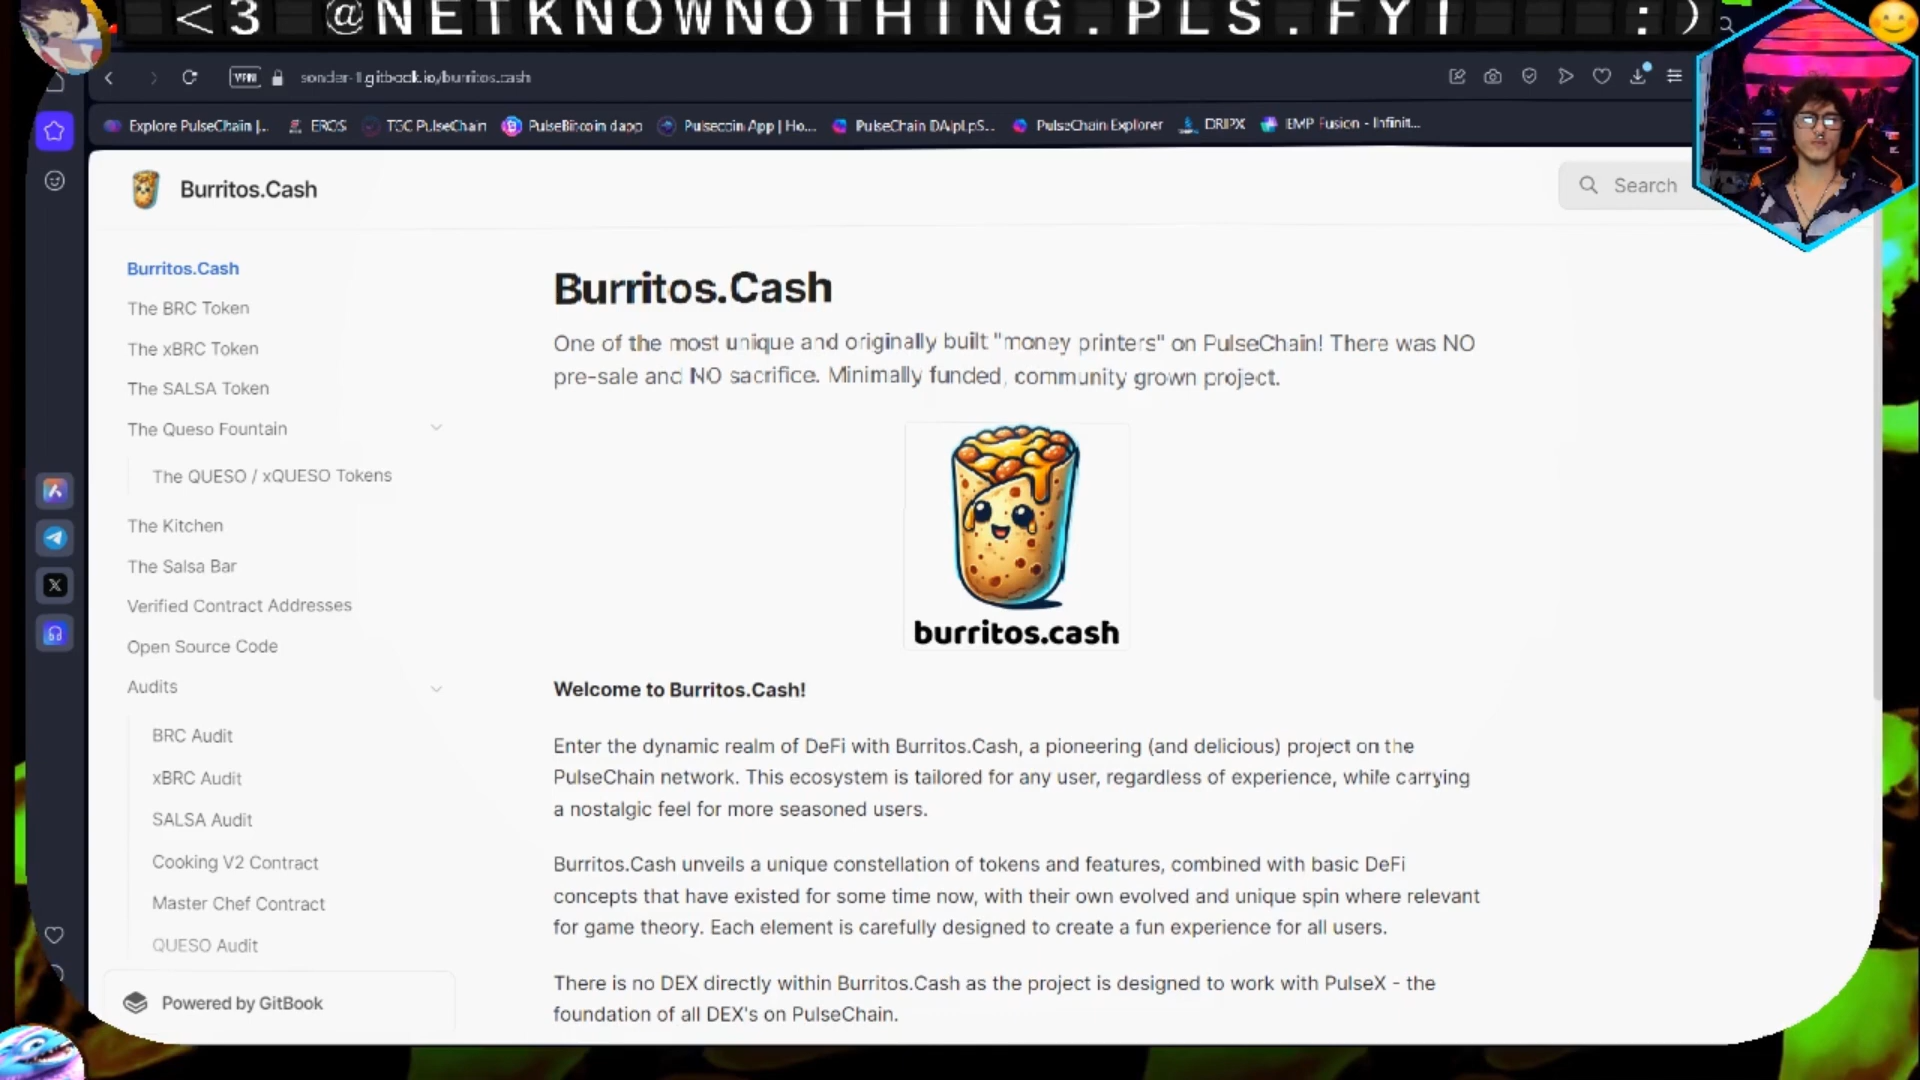 <3 @NETKNOWNOTHING.PLS.FYI :)
VPN sonder-1.gitbook.io/burritos.cash
Explore PulseChain |... EROS TSC PulseChain PulseBitcoin dapp Pulsecoin App | Ho... PulseChain DAIpl.pS... PulseChain Explorer DRIPX EMP Fusion - Infinit...
Burritos.Cash
Search
Burritos.Cash
The BRC Token
The xBRC Token
The SALSA Token
The Queso Fountain
The QUESO / xQUESO Tokens
The Kitchen
The Salsa Bar
Verified Contract Addresses
Open Source Code
Audits
BRC Audit
xBRC Audit
SALSA Audit
Cooking V2 Contract
Master Chef Contract
QUESO Audit
Powered by GitBook
Burritos.Cash
One of the most unique and originally built "money printers" on PulseChain! There was NO
pre-sale and NO sacrifice. Minimally funded, community grown project.
burritos.cash
Welcome to Burritos.Cash!
Enter the dynamic realm of DeFi with Burritos.Cash, a pioneering (and delicious) project on the
PulseChain network. This ecosystem is tailored for any user, regardless of experience, while carrying
a nostalgic feel for more seasoned users.
Burritos.Cash unveils a unique constellation of tokens and features, combined with basic DeFi
concepts that have existed for some time now, with their own evolved and unique spin where relevant
for game theory. Each element is carefully designed to create a fun experience for all users.
There is no DEX directly within Burritos.Cash as the project is designed to work with PulseX - the
foundation of all DEX's on PulseChain.